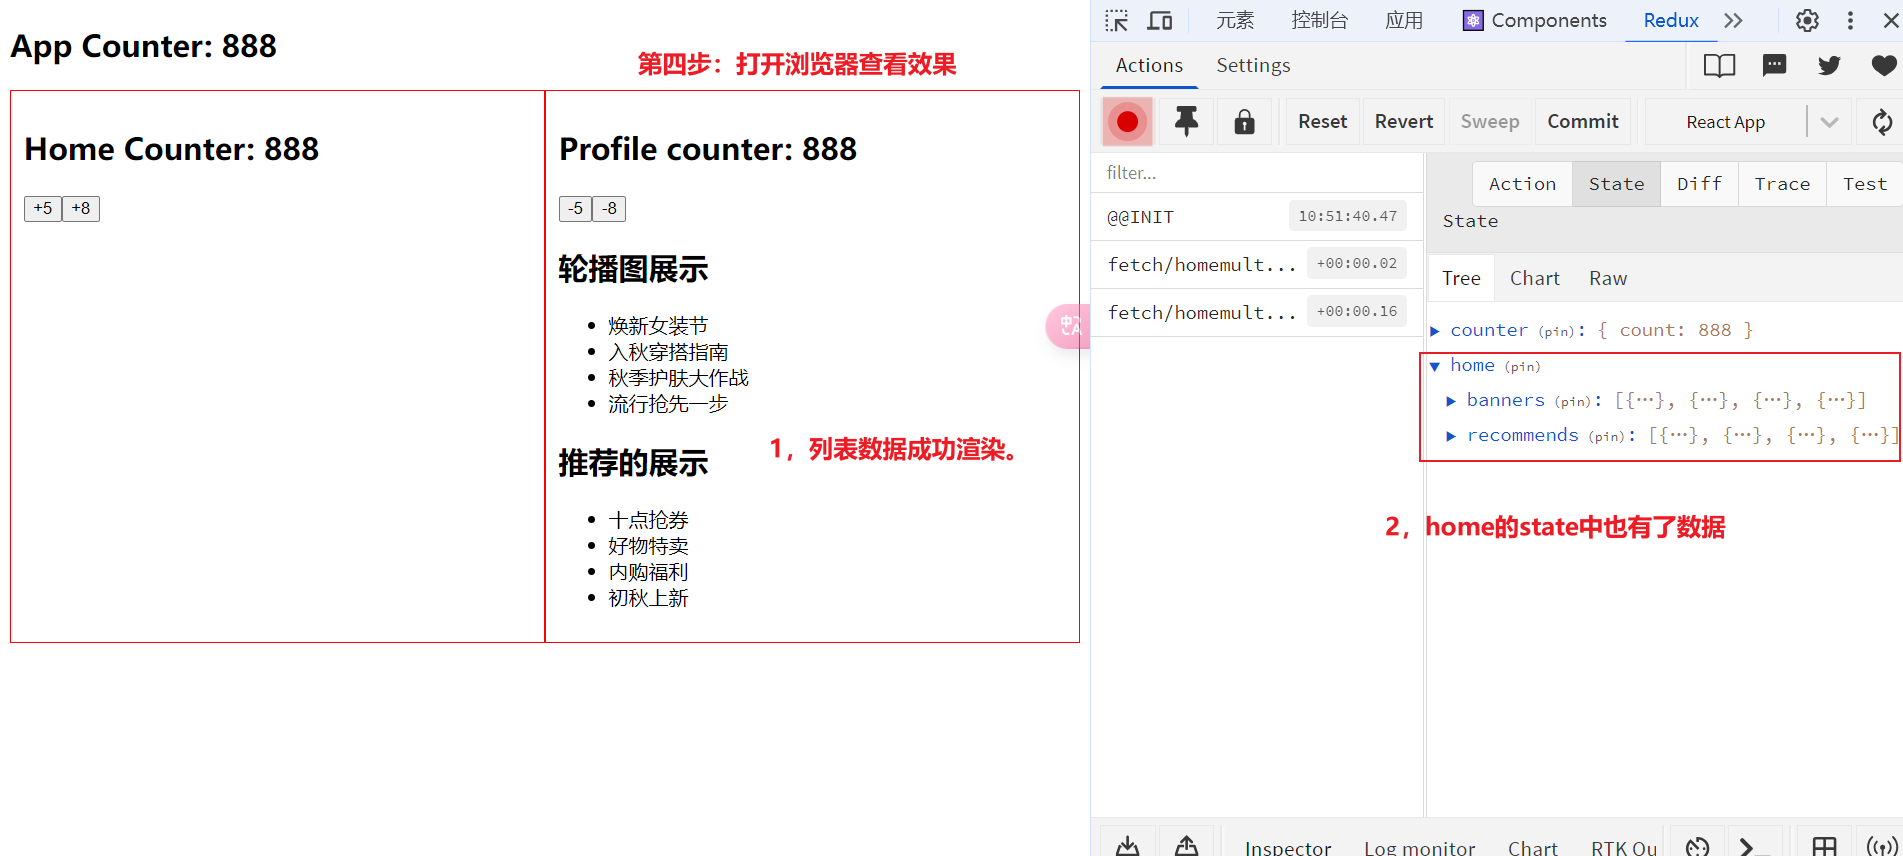 App Counter: 888
第四步：打开浏览器查看效果
Home Counter: 888
+5 +8
Profile counter: 888
-5 -8
轮播图展示
焕新女装节
入秋穿搭指南
秋季护肤大作战
流行抢先一步
推荐的展示
1，列表数据成功渲染。
十点抢券
好物特卖
内购福利
初秋上新
元素 控制台 应用 Components Redux
Actions Settings
Reset Revert Sweep Commit React App
filter...
@@INIT 10:51:40.47
fetch/homemult... +00:00.02
fetch/homemult... +00:00.16
Action State Diff Trace Test
State
Tree Chart Raw
counter (pin): { count: 888 }
home (pin)
banners (pin): [{…}, {…}, {…}, {…}]
recommends (pin): [{…}, {…}, {…}, {…}]
2，home的state中也有了数据
Inspector Log monitor Chart RTK Qu